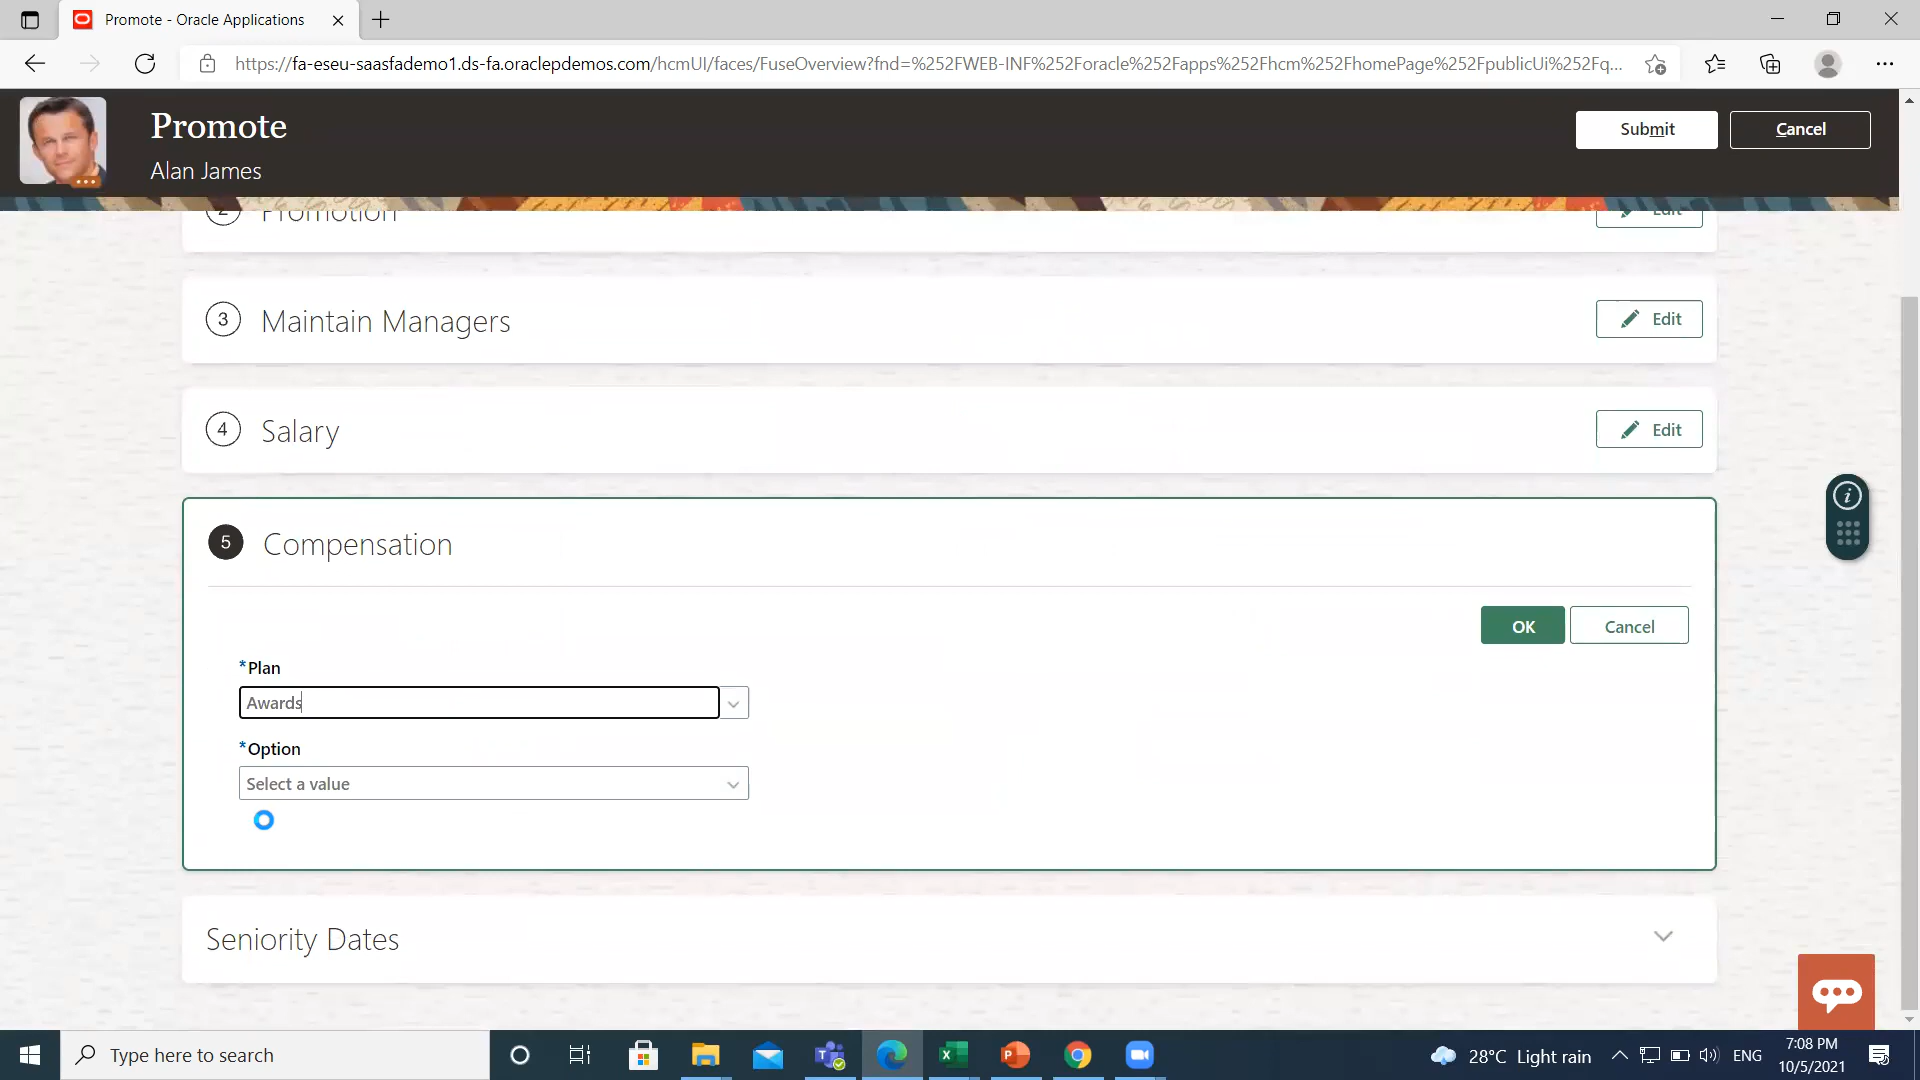 Promote - Oracle Applications
https://fa-eseu-saasfademo1.ds-fa.oraclepdemos.com/hcmUI/faces/FuseOverview?fnd=%252FWEB-INF%252Foracle%252Fapps%252Fhcm%252FhomePage%252FpublicUi%252Fq...
Promote
Alan James
Submit
Cancel
2 Promotion
Edit
3 Maintain Managers
Edit
4 Salary
Edit
5 Compensation
OK
Cancel
*Plan
Awards
*Option
Select a value
Seniority Dates
Type here to search
28°C Light rain
ENG
7:08 PM
10/5/2021